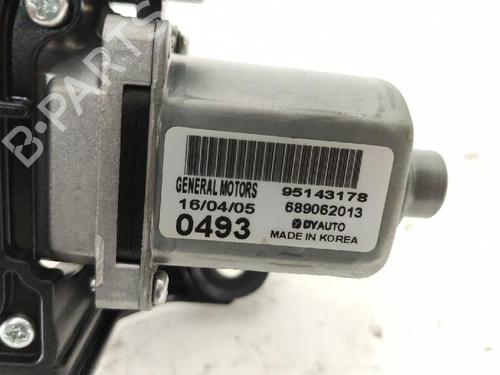 B-PARTS
GENERAL MOTORS 95143178
16/04/05 689062013
0493 DYAUTO
MADE IN KOREA